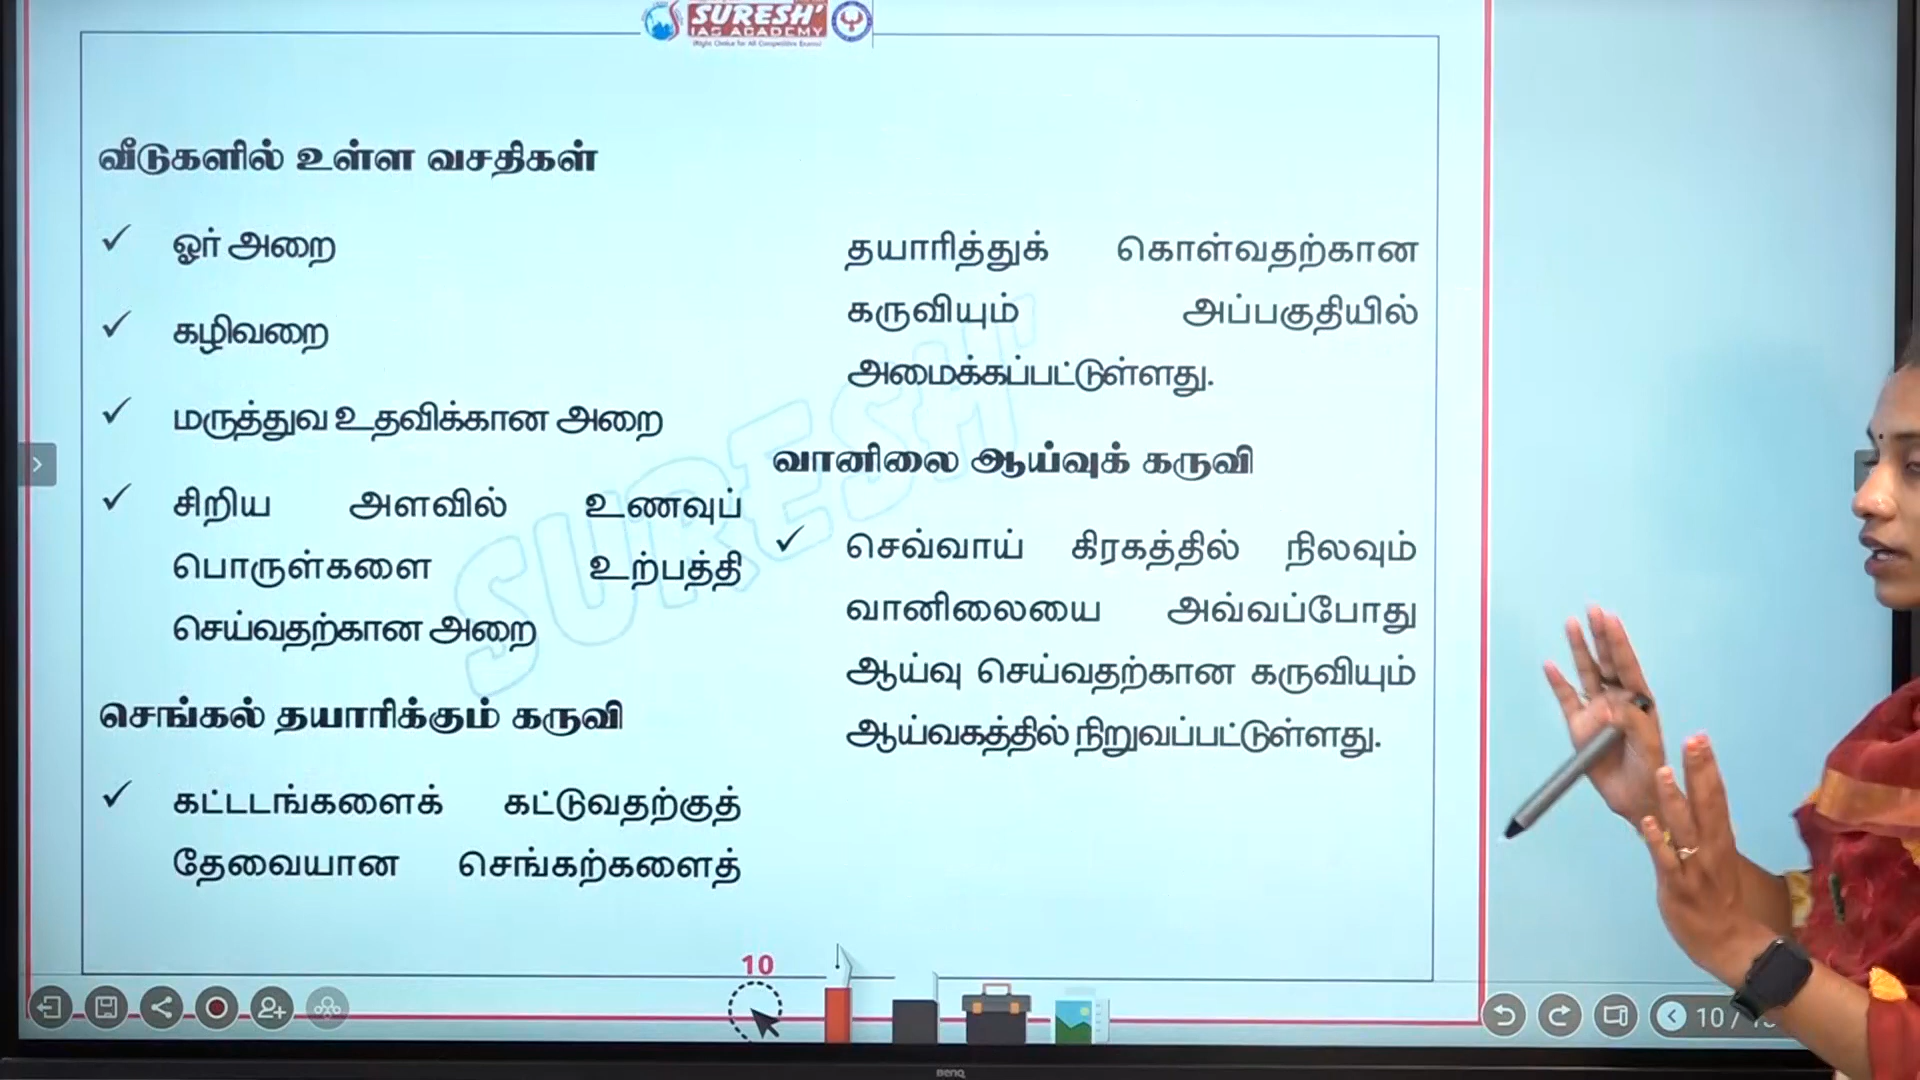 SURESH'
IAS ACADEMY
(Right Choice for All Competitive Exams)
வீடுகளில் உள்ள வசதிகள்
✓ ஓர் அறை
✓ கழிவறை
✓ மருத்துவ உதவிக்கான அறை
✓ சிறிய அளவில் உணவுப்
பொருள்களை உற்பத்தி
செய்வதற்கான அறை
செங்கல் தயாரிக்கும் கருவி
✓ கட்டடங்களைக் கட்டுவதற்குத்
தேவையான செங்கற்களைத்
தயாரித்துக் கொள்வதற்கான
கருவியும் அப்பகுதியில்
அமைக்கப்பட்டுள்ளது.
வானிலை ஆய்வுக் கருவி
✓ செவ்வாய் கிரகத்தில் நிலவும்
வானிலையை அவ்வப்போது
ஆய்வு செய்வதற்கான கருவியும்
ஆய்வகத்தில் நிறுவப்பட்டுள்ளது.
SURESH'
10
10 /
BenQ